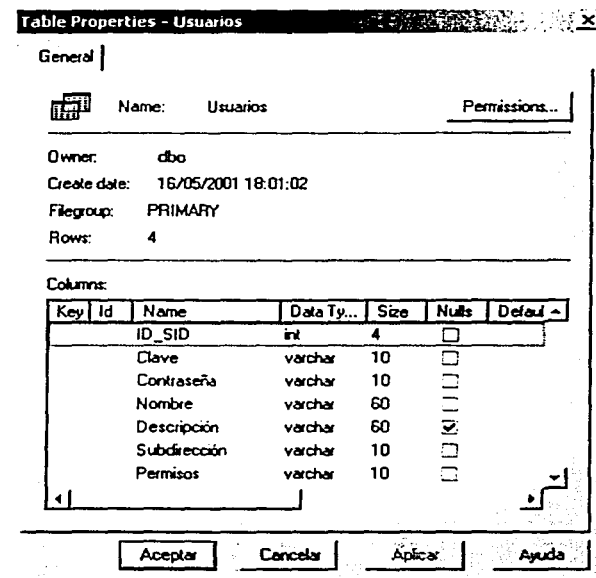 Table Properties - Usuarios
General
Name: Usuarios
Permissions...
Owner: dbo
Create date: 16/05/2001 18:01:02
Filegroup: PRIMARY
Rows: 4
Columns:
Key Id Name Data Ty... Size Nulls Defaul
ID_SID int 4
Clave varchar 10
Contraseña varchar 10
Nombre varchar 60
Descripción varchar 60
Subdirección varchar 10
Permisos varchar 10
Aceptar Cancelar Aplicar Ayuda